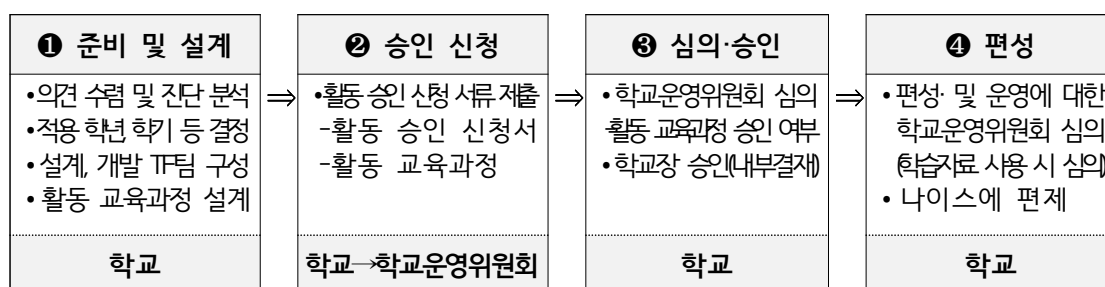 ❶ 준비 및 설계
•의견 수렴 및 진단 분석
•적용 학년, 학기 등 결정
• 설계, 개발 TF팀 구성
• 활동 교육과정 설계
학교
⇒
❷ 승인 신청
•활동 승인 신청 서류 제출
-활동 승인 신청서
-활동 교육과정
학교→학교운영위원회
⇒
❸ 심의·승인
• 학교운영위원회 심의
-활동 교육과정 승인 여부
• 학교장 승인(내부결재)
학교
⇒
❹ 편성
• 편성· 및 운영에 대한
학교운영위원회 심의
(학습자료 사용 시 심의)
• 나이스에 편제
학교